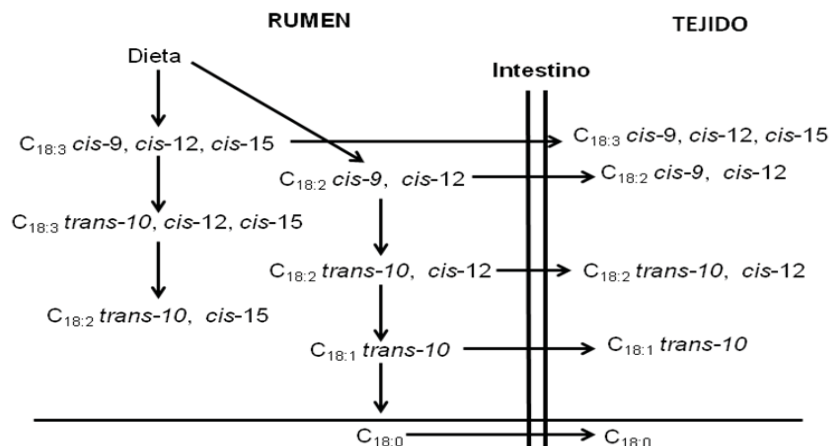 RUMEN
TEJIDO
Dieta
Intestino
C18:3 cis-9, cis-12, cis-15
C18:3 cis-9, cis-12, cis-15
C18:2 cis-9, cis-12
C18:2 cis-9, cis-12
C18:3 trans-10, cis-12, cis-15
C18:2 trans-10, cis-12
C18:2 trans-10, cis-12
C18:2 trans-10, cis-15
C18:1 trans-10
C18:1 trans-10
C18:0
C18:0